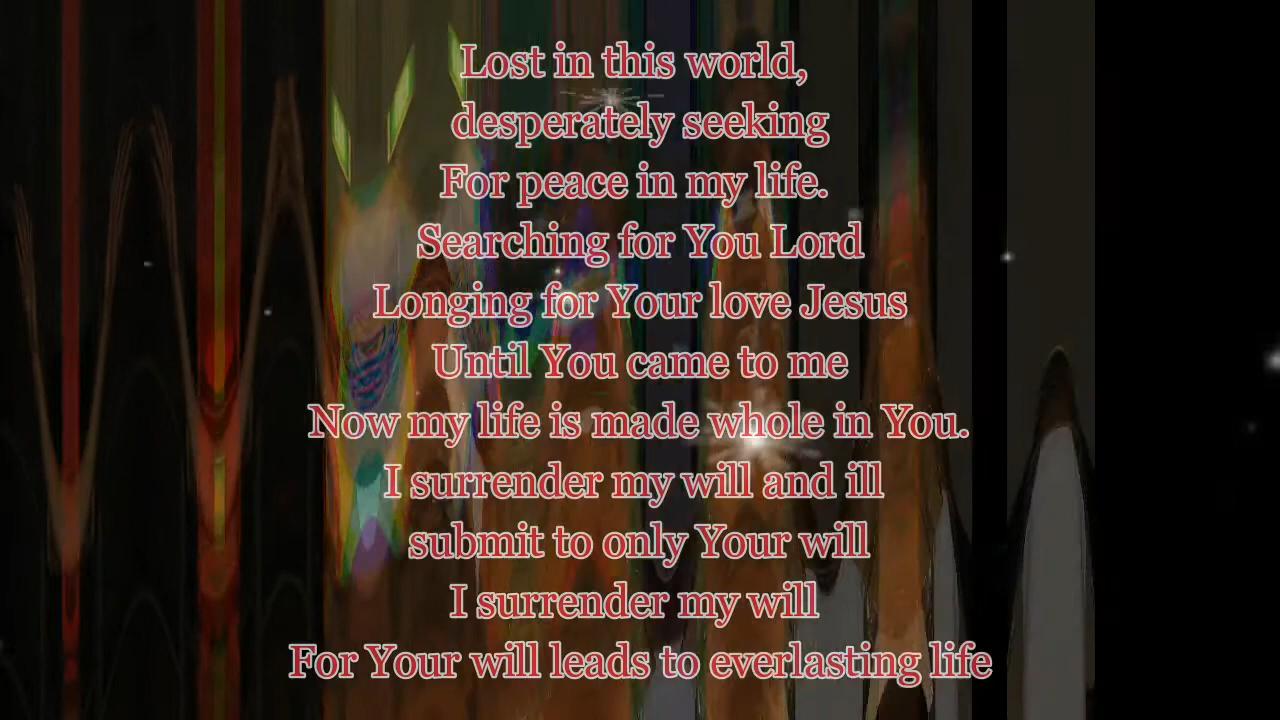 Lost in this world,
desperately seeking
For peace in my life.
Searching for You Lord
Longing for Your love Jesus
Until You came to me
Now my life is made whole in You.
I surrender my will and ill
submit to only Your will
I surrender my will
For Your will leads to everlasting life